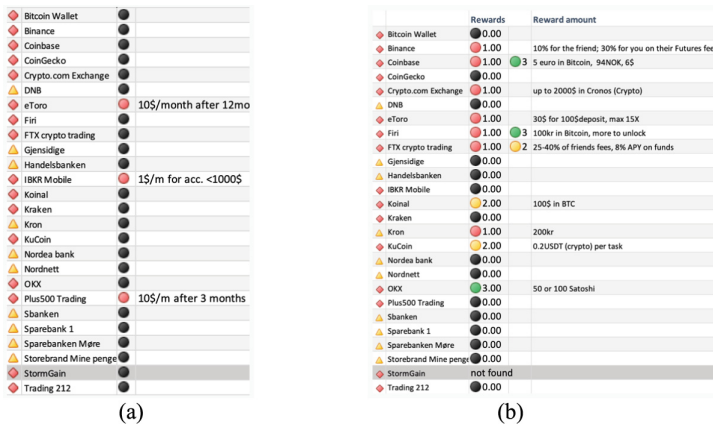 Bitcoin Wallet
Binance
Coinbase
CoinGecko
Crypto.com Exchange
DNB
eToro 10$/month after 12mo
Firi
FTX crypto trading
Gjensidige
Handelsbanken
IBKR Mobile 1$/m for acc. <1000$
Koinal
Kraken
Kron
KuCoin
Nordea bank
Nordnett
OKX
Plus500 Trading 10$/m after 3 months
Sbanken
Sparebank 1
Sparebanken Møre
Storebrand Mine penge
StormGain
Trading 212
(a)
Rewards Reward amount
Bitcoin Wallet 0.00
Binance 1.00 10% for the friend; 30% for you on their Futures fee
Coinbase 1.00 3 5 euro in Bitcoin, 94NOK, 6$
CoinGecko 0.00
Crypto.com Exchange 1.00 up to 2000$ in Cronos (Crypto)
DNB 0.00
eToro 1.00 30$ for 100$deposit, max 15X
Firi 1.00 3 100kr in Bitcoin, more to unlock
FTX crypto trading 1.00 2 25-40% of friends fees, 8% APY on funds
Gjensidige 0.00
Handelsbanken 0.00
IBKR Mobile 0.00
Koinal 2.00 100$ in BTC
Kraken 0.00
Kron 1.00 200kr
KuCoin 2.00 0.2USDT (crypto) per task
Nordea bank 0.00
Nordnett 0.00
OKX 3.00 50 or 100 Satoshi
Plus500 Trading 0.00
Sbanken 0.00
Sparebank 1 0.00
Sparebanken Møre 0.00
Storebrand Mine penge 0.00
StormGain not found
Trading 212 0.00
(b)